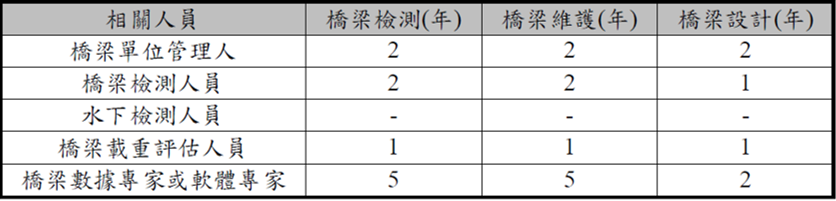 相關人員 橋梁檢測(年) 橋梁維護(年) 橋梁設計(年)
橋梁單位管理人 2 2 2
橋梁檢測人員 2 2 1
水下檢測人員 - - -
橋梁載重評估人員 1 1 1
橋梁數據專家或軟體專家 5 5 2